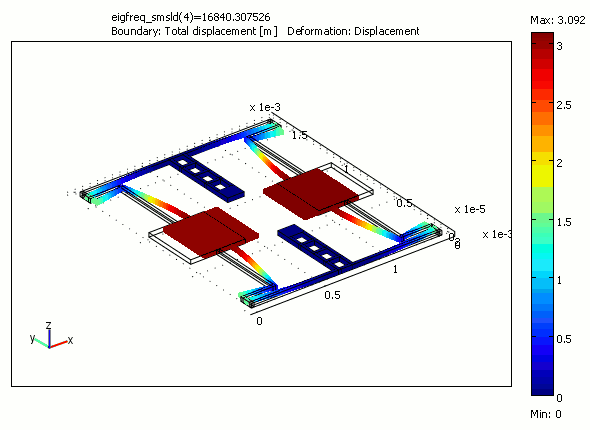 eigfreq_smsld(4)=16840.307526
Boundary: Total displacement [m] Deformation: Displacement
Max: 3.092
3
2.5
2
1.5
1
0.5
0
Min: 0
x 1e-3
1.5
1
0.5
x 1e-5
x 1e-3
0
0
0.5
1
z
y
x